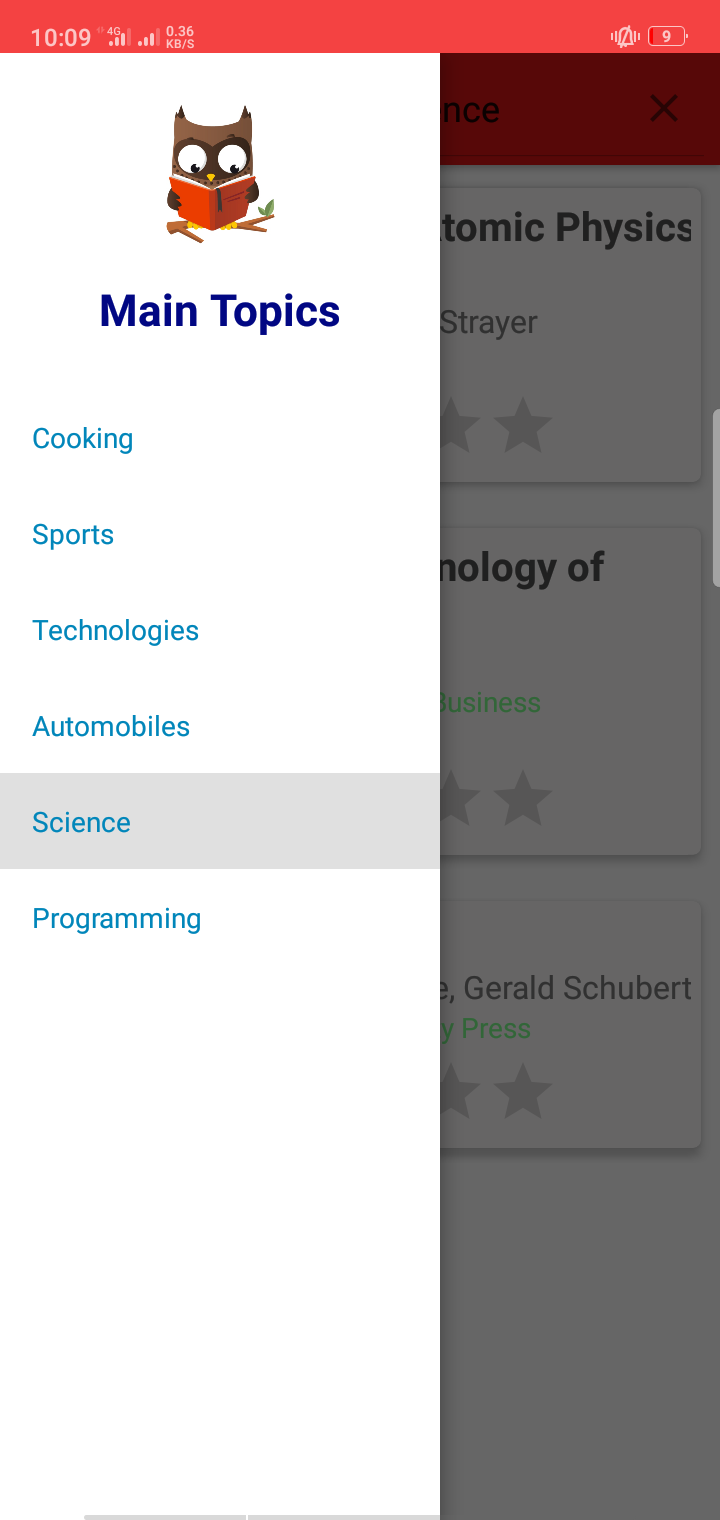 10:09 4G 0.36 KB/S 9
nce
Main Topics
tomic Physics
Strayer
Cooking
Sports
Technologies
nology of
Business
Automobiles
Science
Programming
e, Gerald Schubert
y Press